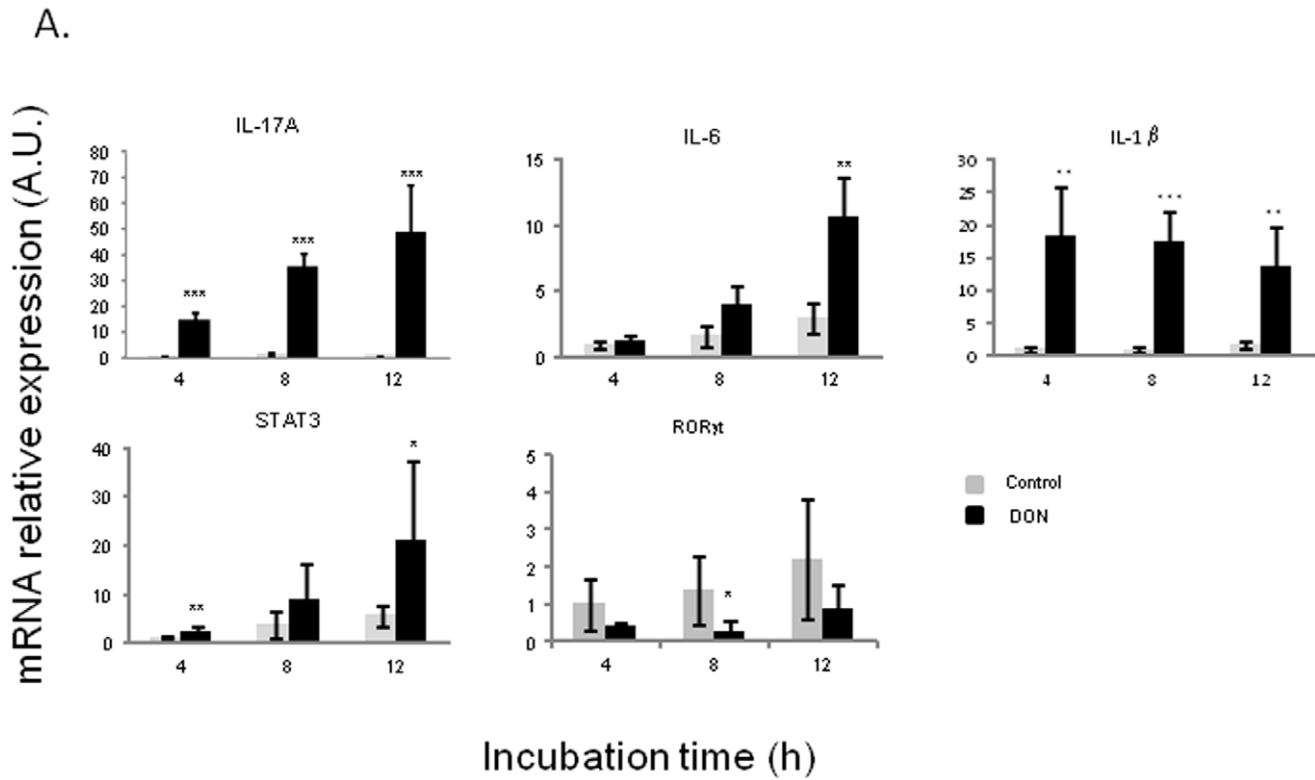 A.
mRNA relative expression (A.U.)
IL-17A
80
70
60
50
40
30
20
10
0
***
***
***
4 8 12
IL-6
15
10
5
0
**
4 8 12
IL-1 β
30
25
20
15
10
5
0
**
***
**
4 8 12
STAT3
40
30
20
10
0
**
*
4 8 12
RORγt
5
4
3
2
1
0
*
4 8 12
Control
DON
Incubation time (h)